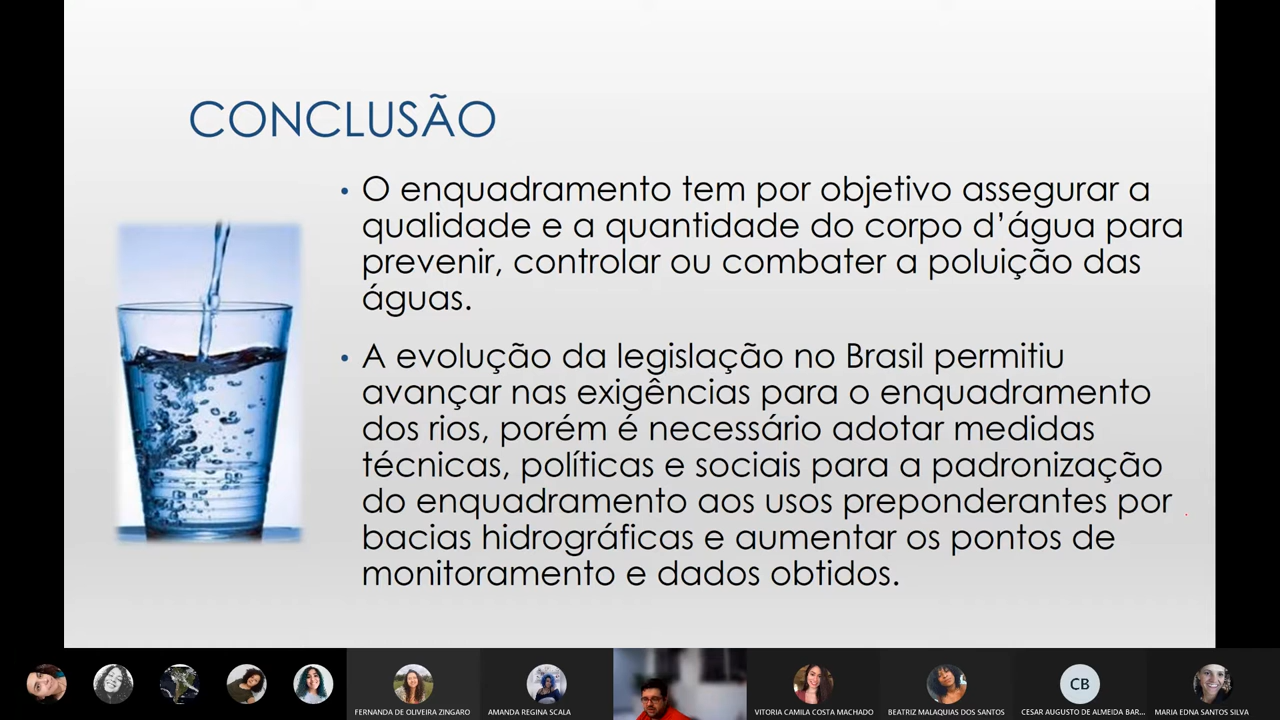 CONCLUSÃO
• O enquadramento tem por objetivo assegurar a
qualidade e a quantidade do corpo d’água para
prevenir, controlar ou combater a poluição das
águas.
• A evolução da legislação no Brasil permitiu
avançar nas exigências para o enquadramento
dos rios, porém é necessário adotar medidas
técnicas, políticas e sociais para a padronização
do enquadramento aos usos preponderantes por
bacias hidrográficas e aumentar os pontos de
monitoramento e dados obtidos.
CB
FERNANDA DE OLIVEIRA ZINGARO
AMANDA REGINA SCALA
VITORIA CAMILA COSTA MACHADO
BEATRIZ MALAQUIAS DOS SANTOS
CESAR AUGUSTO DE ALMEIDA BAR...
MARIA EDNA SANTOS SILVA